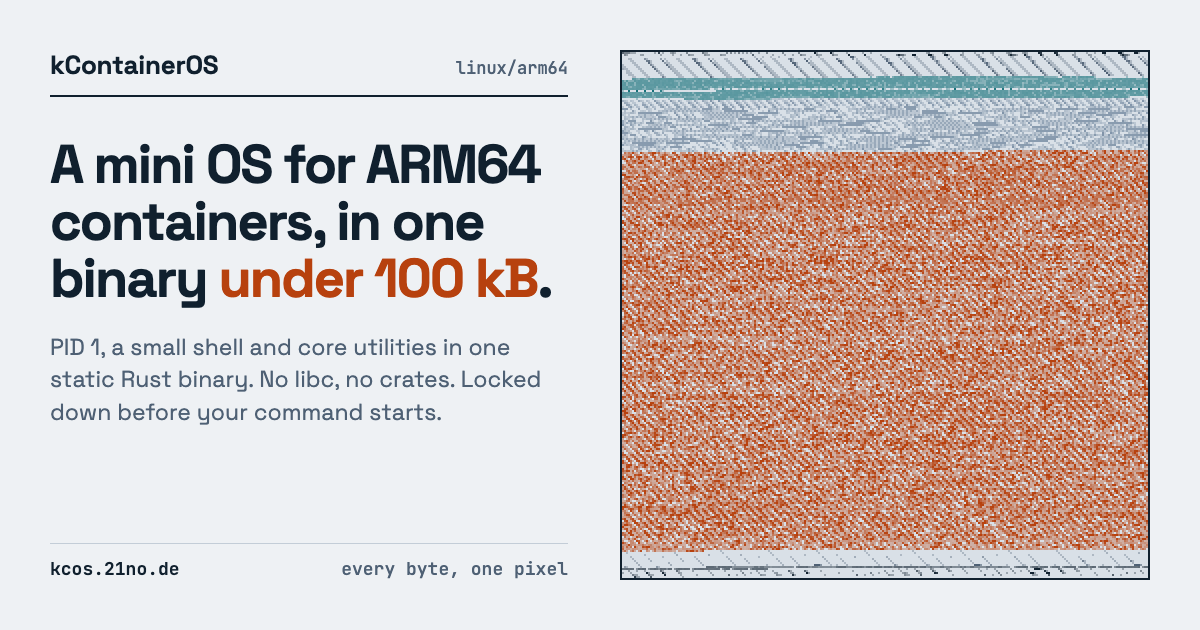 kContainerOS
linux/arm64
A mini OS for ARM64
containers, in one
binary under 100 kB.
PID 1, a small shell and core utilities in one
static Rust binary. No libc, no crates. Locked
down before your command starts.
kcos.21no.de
every byte, one pixel